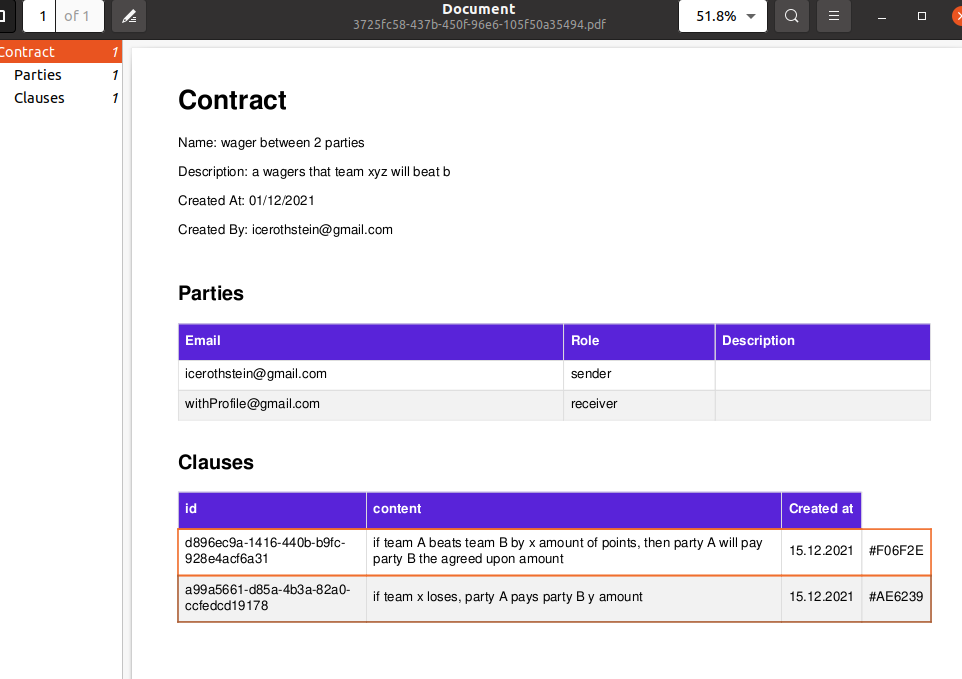 Document
3725fc58-437b-450f-96e6-105f50a35494.pdf
1 of 1
51.8%
Contract 1
Parties 1
Clauses 1
Contract
Name: wager between 2 parties
Description: a wagers that team xyz will beat b
Created At: 01/12/2021
Created By: icerothstein@gmail.com
Parties
Email Role Description
icerothstein@gmail.com sender
withProfile@gmail.com receiver
Clauses
id content Created at
d896ec9a-1416-440b-b9fc-
928e4acf6a31
if team A beats team B by x amount of points, then party A will pay
party B the agreed upon amount
15.12.2021 #F06F2E
a99a5661-d85a-4b3a-82a0-
ccfedcd19178
if team x loses, party A pays party B y amount
15.12.2021 #AE6239